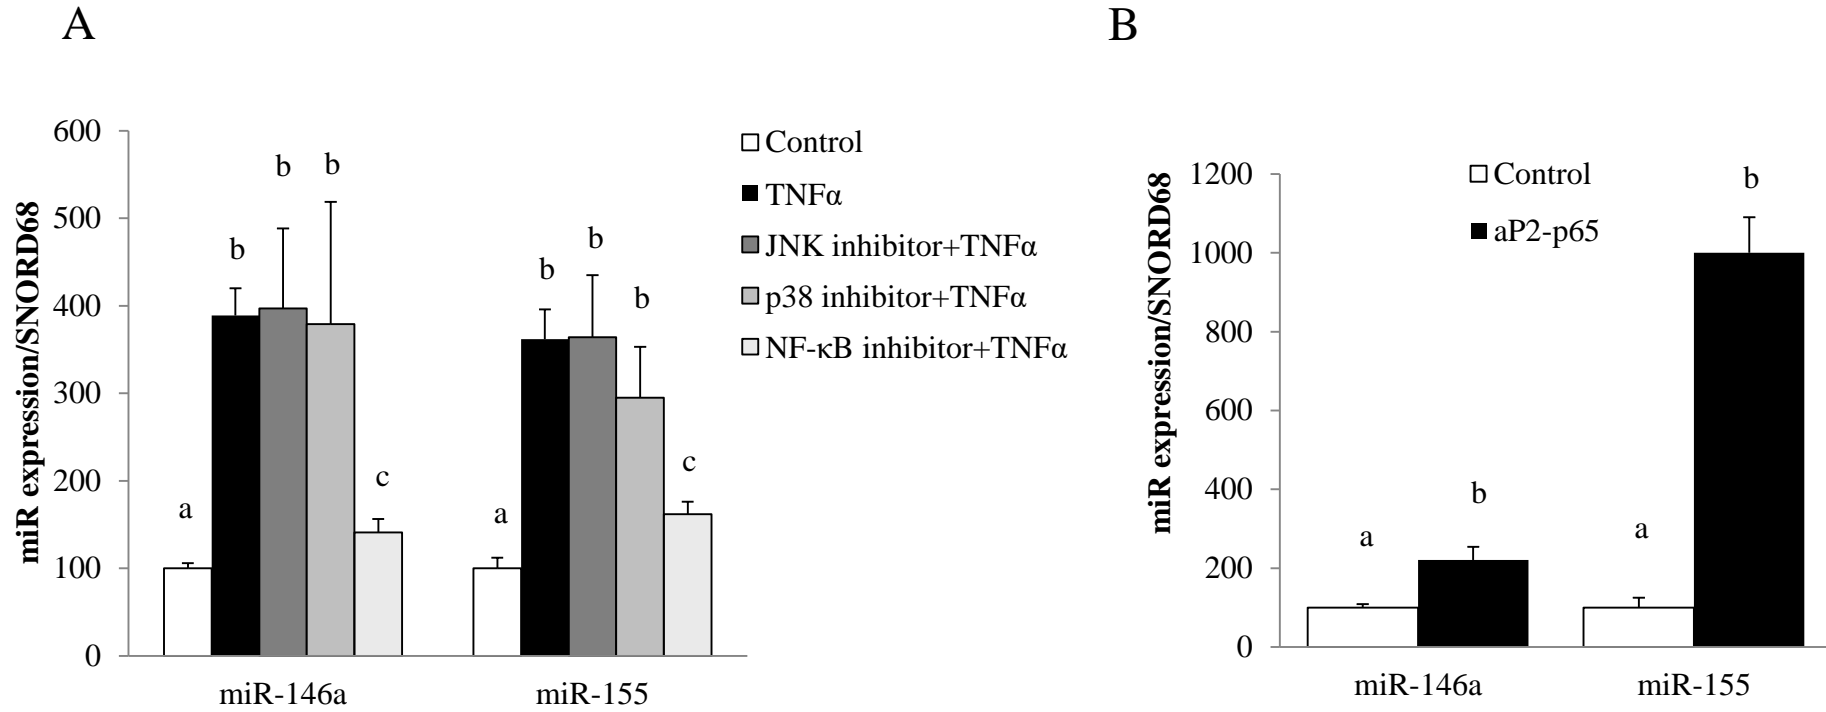 A
miR expression/SNORD68
600
500
400
300
200
100
0
a
b
b
b
c
a
b
b
b
c
miR-146a
miR-155
Control
TNFα
JNK inhibitor+TNFα
p38 inhibitor+TNFα
NF-κB inhibitor+TNFα
B
miR expression/SNORD68
1200
1000
800
600
400
200
0
a
b
a
b
miR-146a
miR-155
Control
aP2-p65